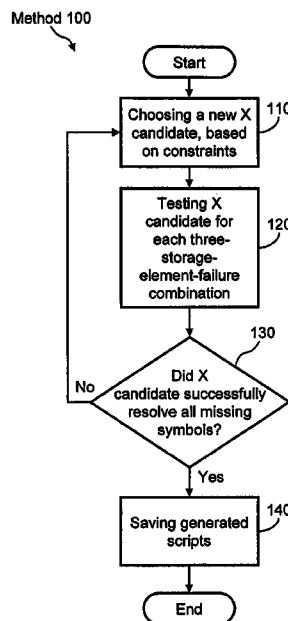 Method 100
Start
Choosing a new X
candidate, based
on constraints
110
Testing X
candidate for
each three-
storage-
element-failure
combination
120
130
Did X
candidate successfully
resolve all missing
symbols?
No
Yes
Saving generated
scripts
140
End